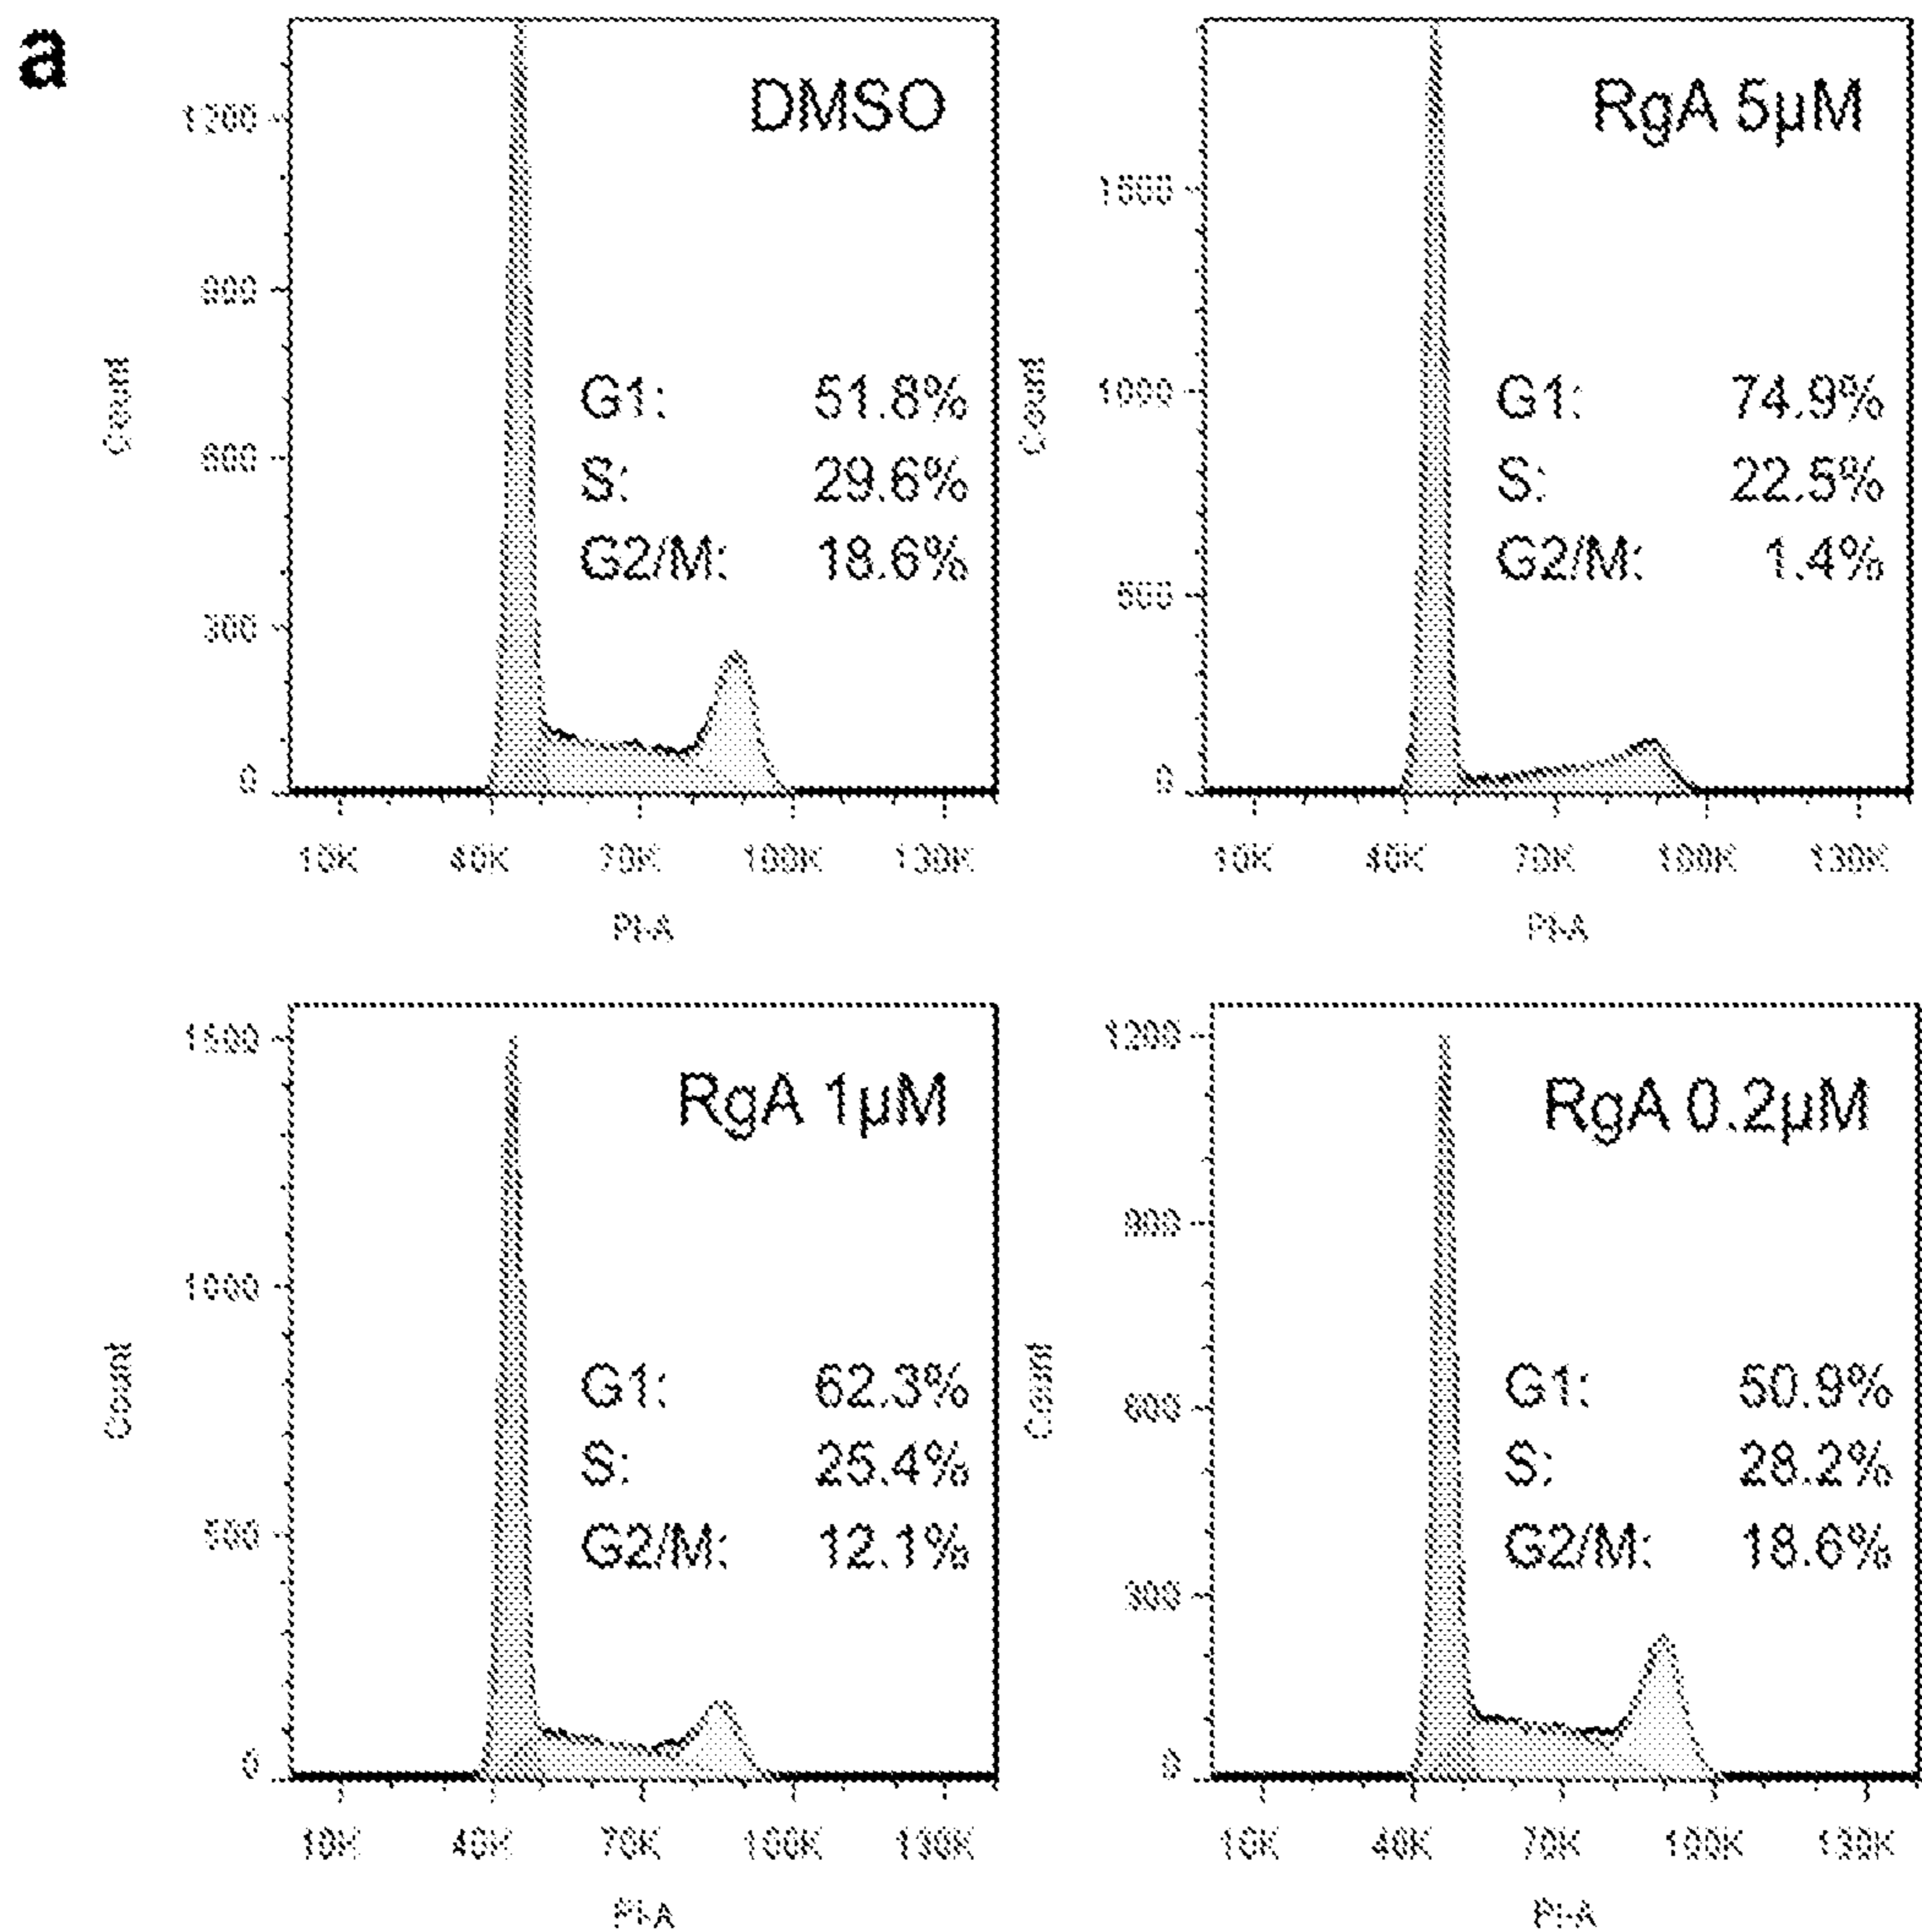 a
DMSO
1200
900
600
300
0
Count
G1: 51.8%
S: 29.6%
G2/M: 18.6%
10K 40K 70K 100K 130K
PI-A
RgA 5µM
1500
1000
500
0
Count
G1: 74.9%
S: 22.5%
G2/M: 1.4%
10K 40K 70K 100K 130K
PI-A
RgA 1µM
1500
1000
500
0
Count
G1: 62.3%
S: 25.4%
G2/M: 12.1%
10K 40K 70K 100K 130K
PI-A
RgA 0.2µM
1200
900
600
300
0
Count
G1: 50.9%
S: 28.2%
G2/M: 18.6%
10K 40K 70K 100K 130K
PI-A